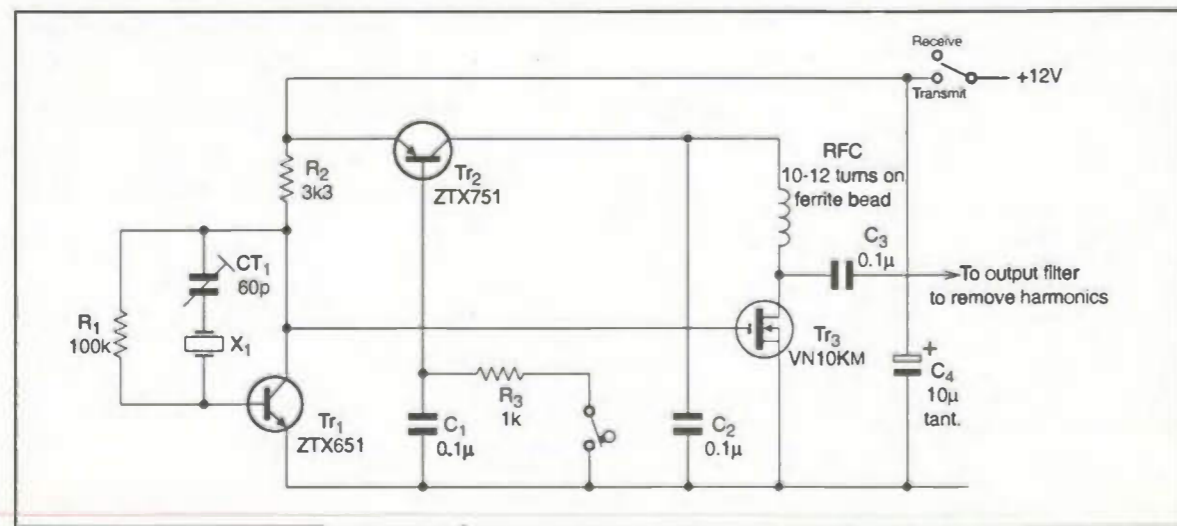 Receive
+12V
Transmit
RFC
10-12 turns on
ferrite bead
R2
3k3
Tr2
ZTX751
C3
0.1µ
CT1
60p
To output filter
to remove harmonics
R1
100k
X1
Tr3
VN10KM
+
C4
10µ
tant.
R3
1k
Tr1
ZTX651
C1
0.1µ
C2
0.1µ